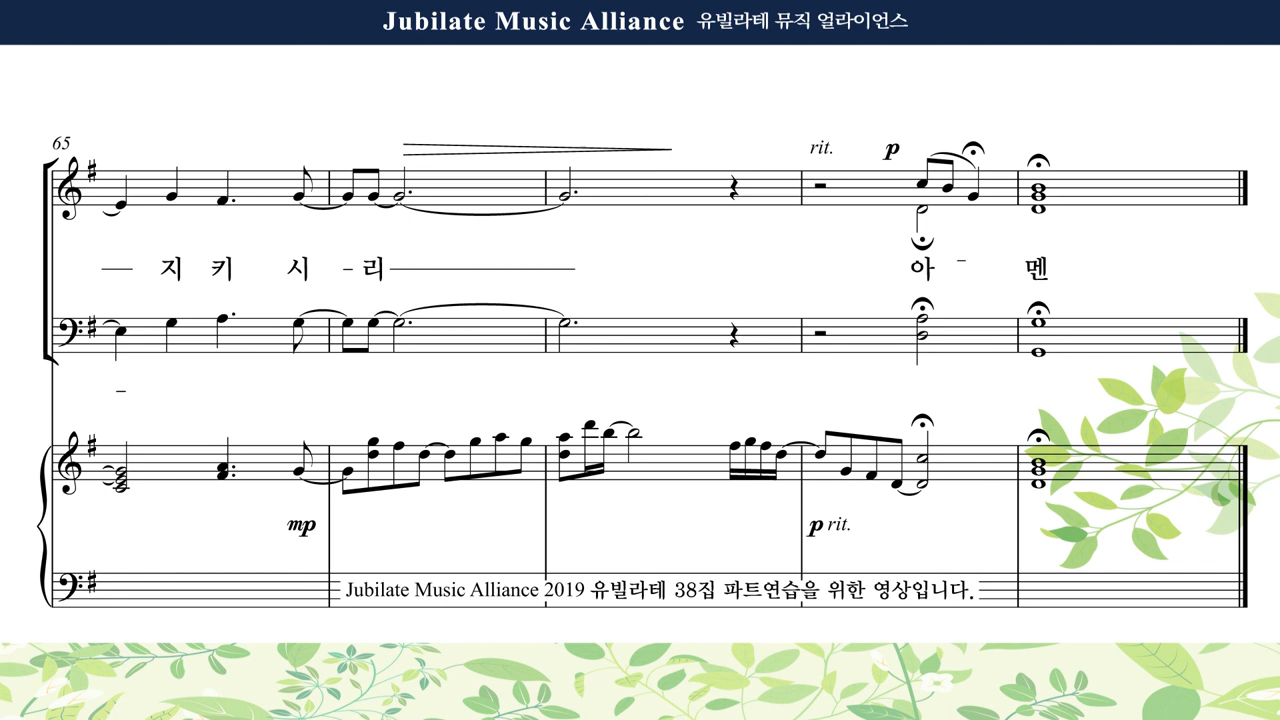 Jubilate Music Alliance 유빌라테 뮤직 얼라이언스
65
rit. p
지 키 시 - 리 아 - 멘
-
mp p rit.
Jubilate Music Alliance 2019 유빌라테 38집 파트연습을 위한 영상입니다.